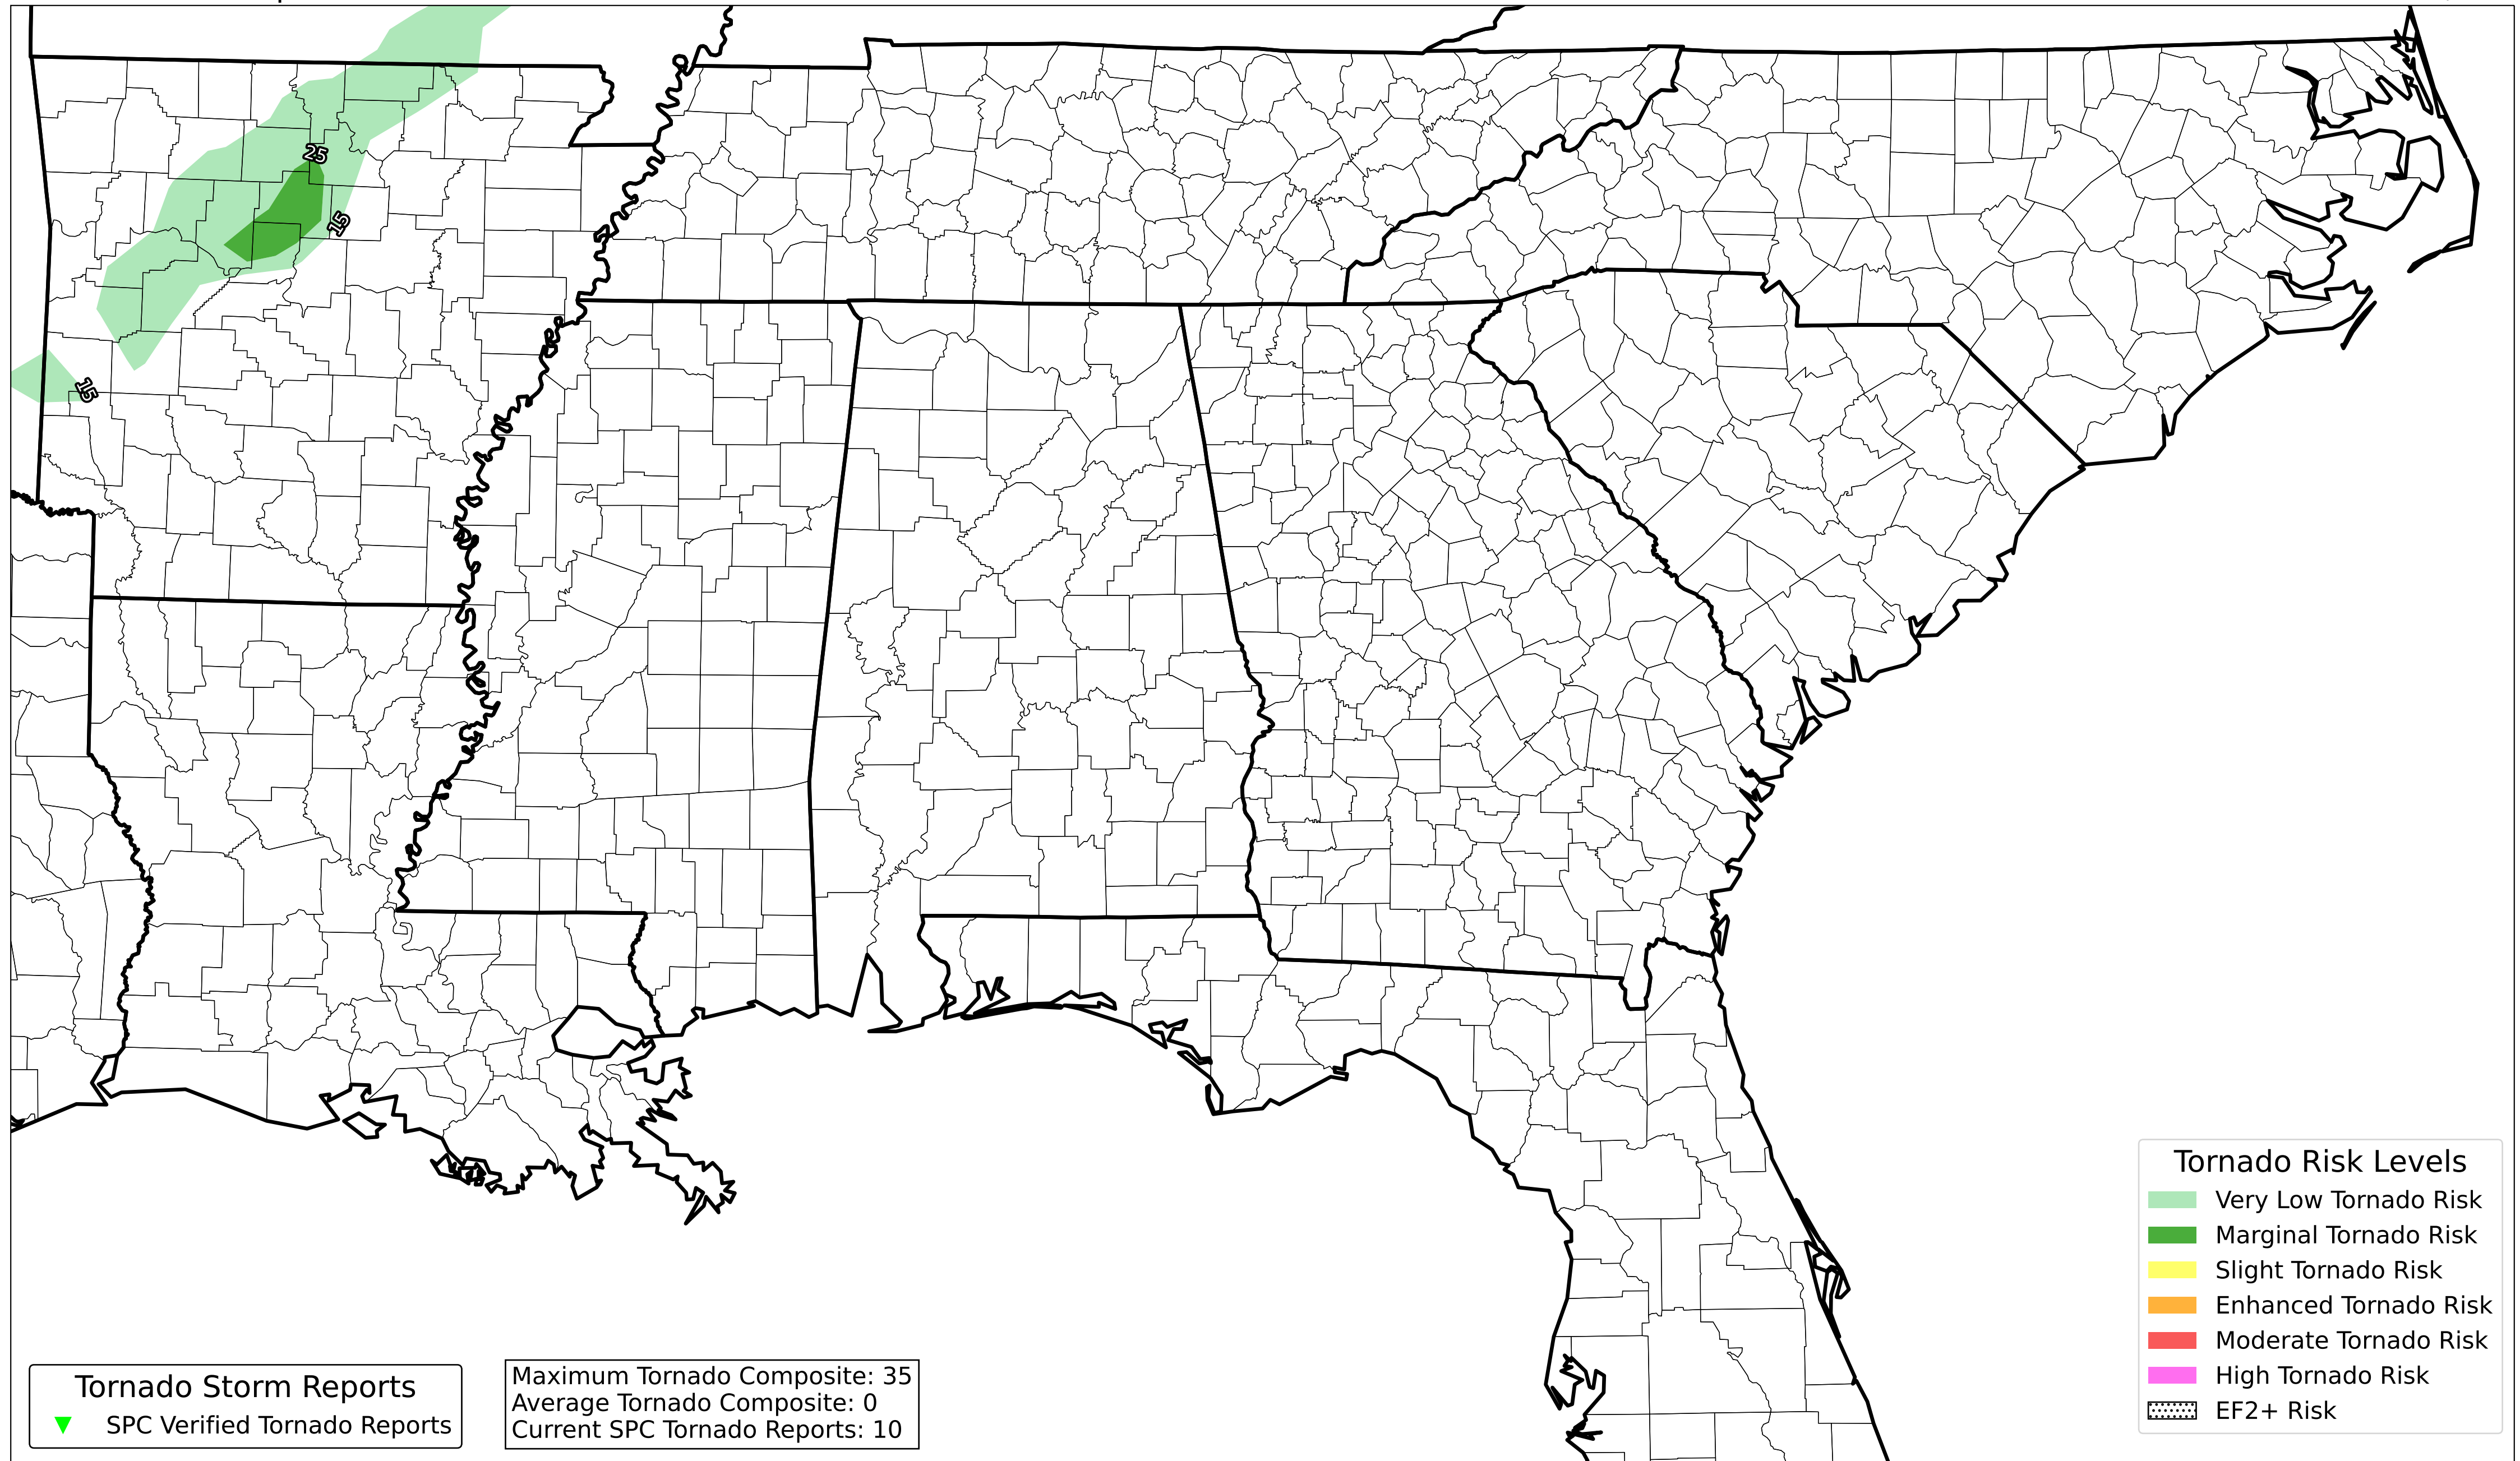 25
15
15
Tornado Risk Levels
Very Low Tornado Risk
Marginal Tornado Risk
Slight Tornado Risk
Enhanced Tornado Risk
Moderate Tornado Risk
High Tornado Risk
EF2+ Risk
Tornado Storm Reports
SPC Verified Tornado Reports
Maximum Tornado Composite: 35
Average Tornado Composite: 0
Current SPC Tornado Reports: 10